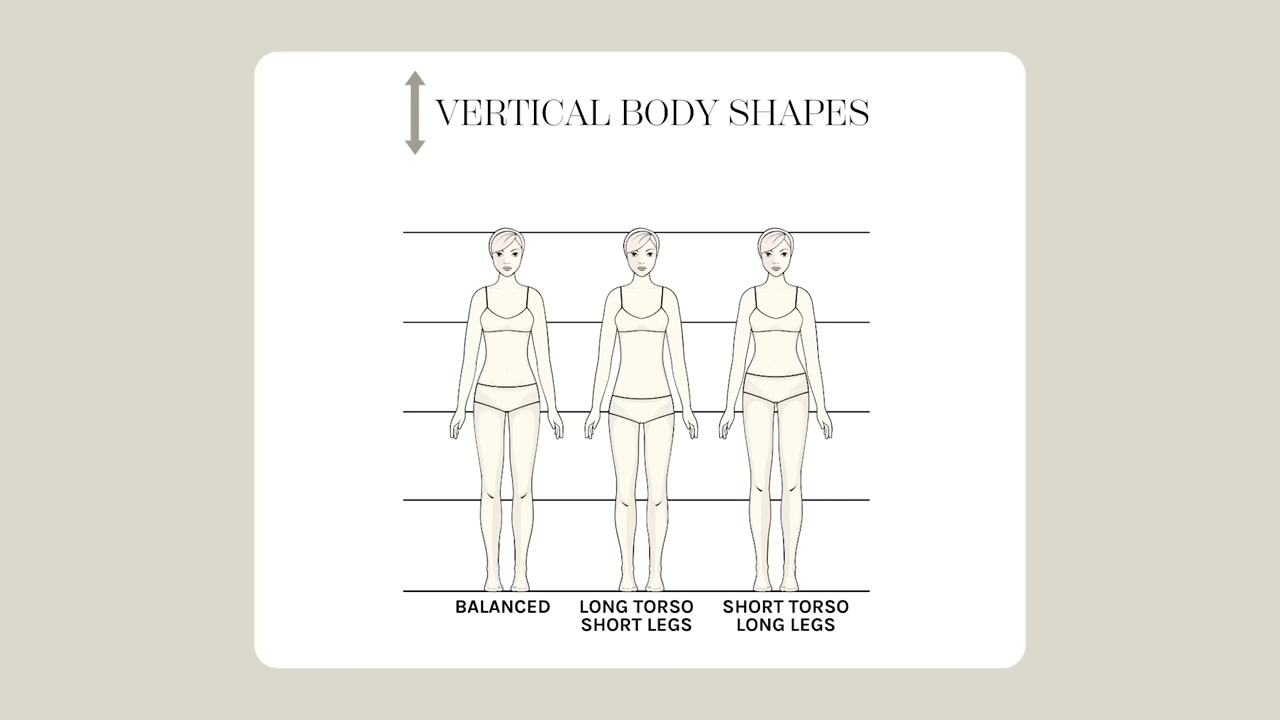 VERTICAL BODY SHAPES
BALANCED
LONG TORSO
SHORT LEGS
SHORT TORSO
LONG LEGS